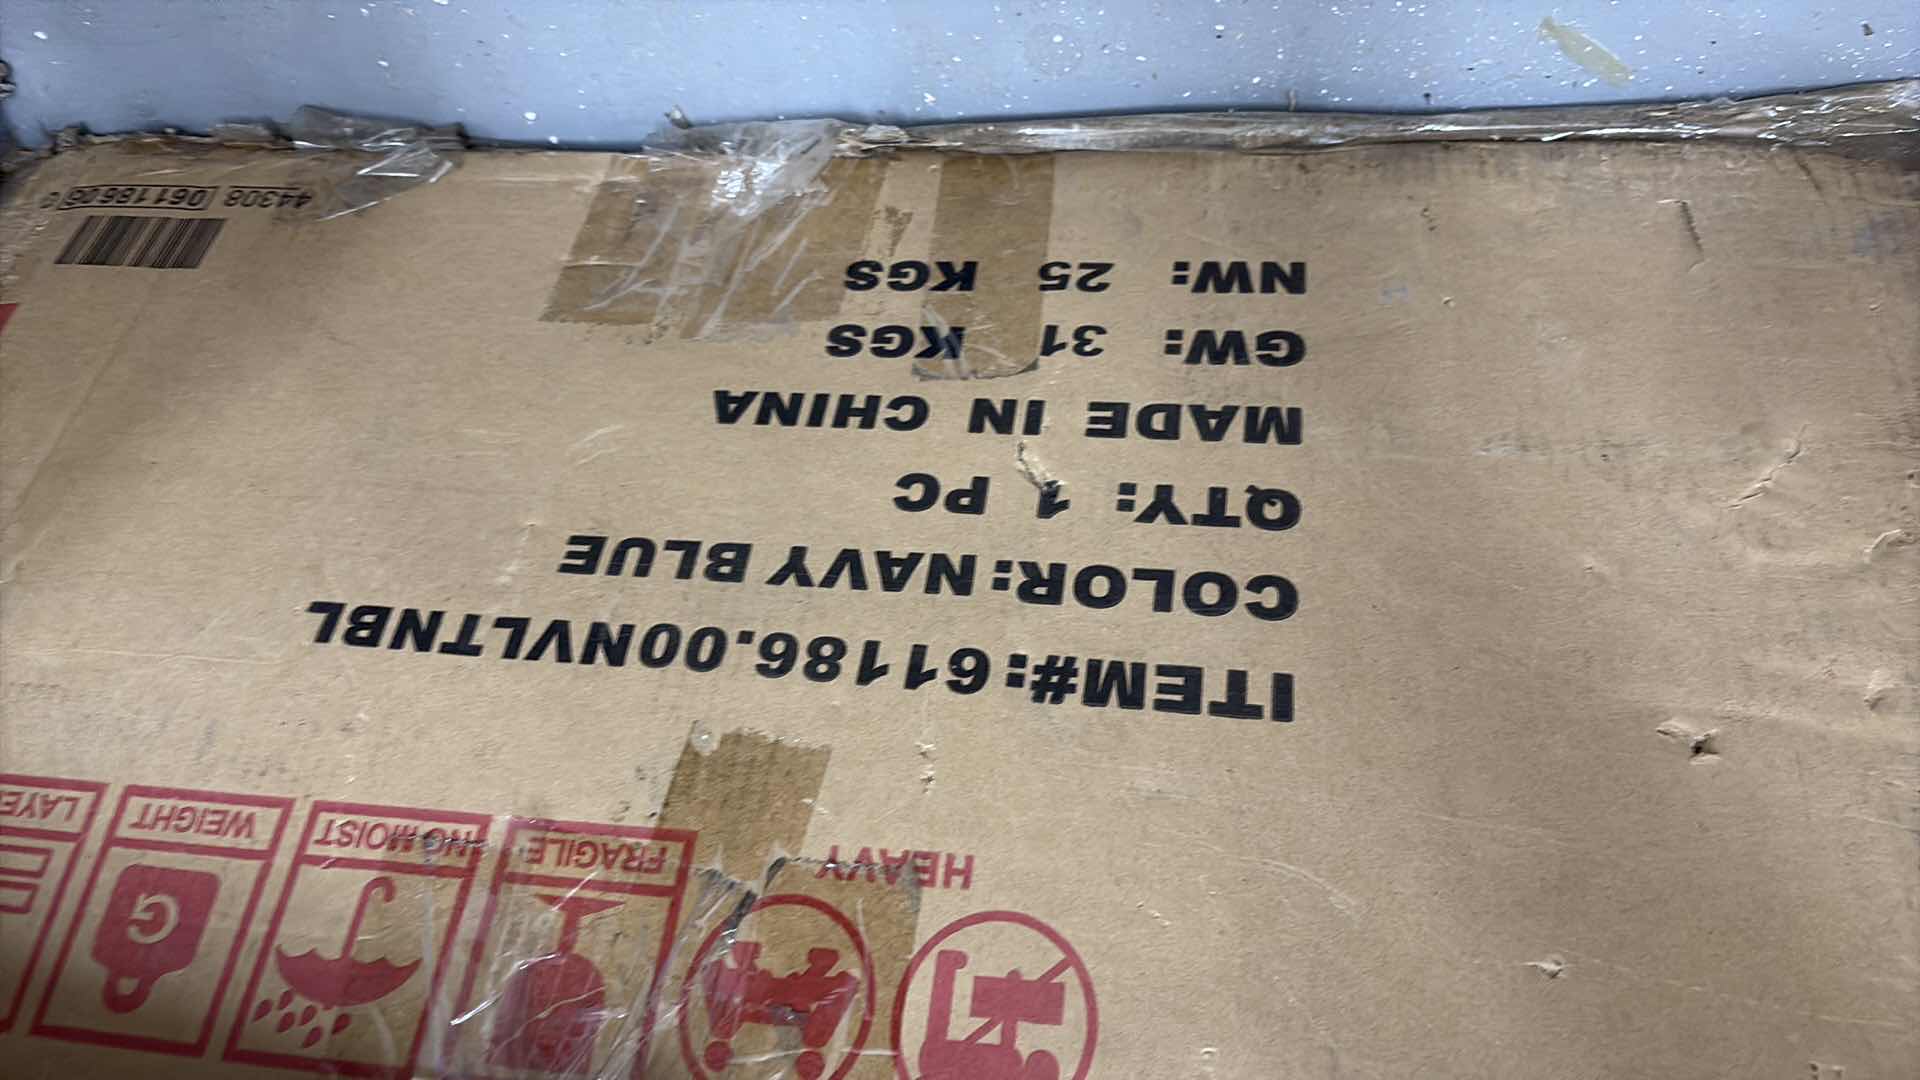 HEAVY
FRAGILE
NO MOIST
WEIGHT
ITEM#:61186.00NVLTNBL
COLOR:NAVY BLUE
QTY: 1 PC
MADE IN CHINA
GW: 31 KGS
NW: 25 KGS
44308